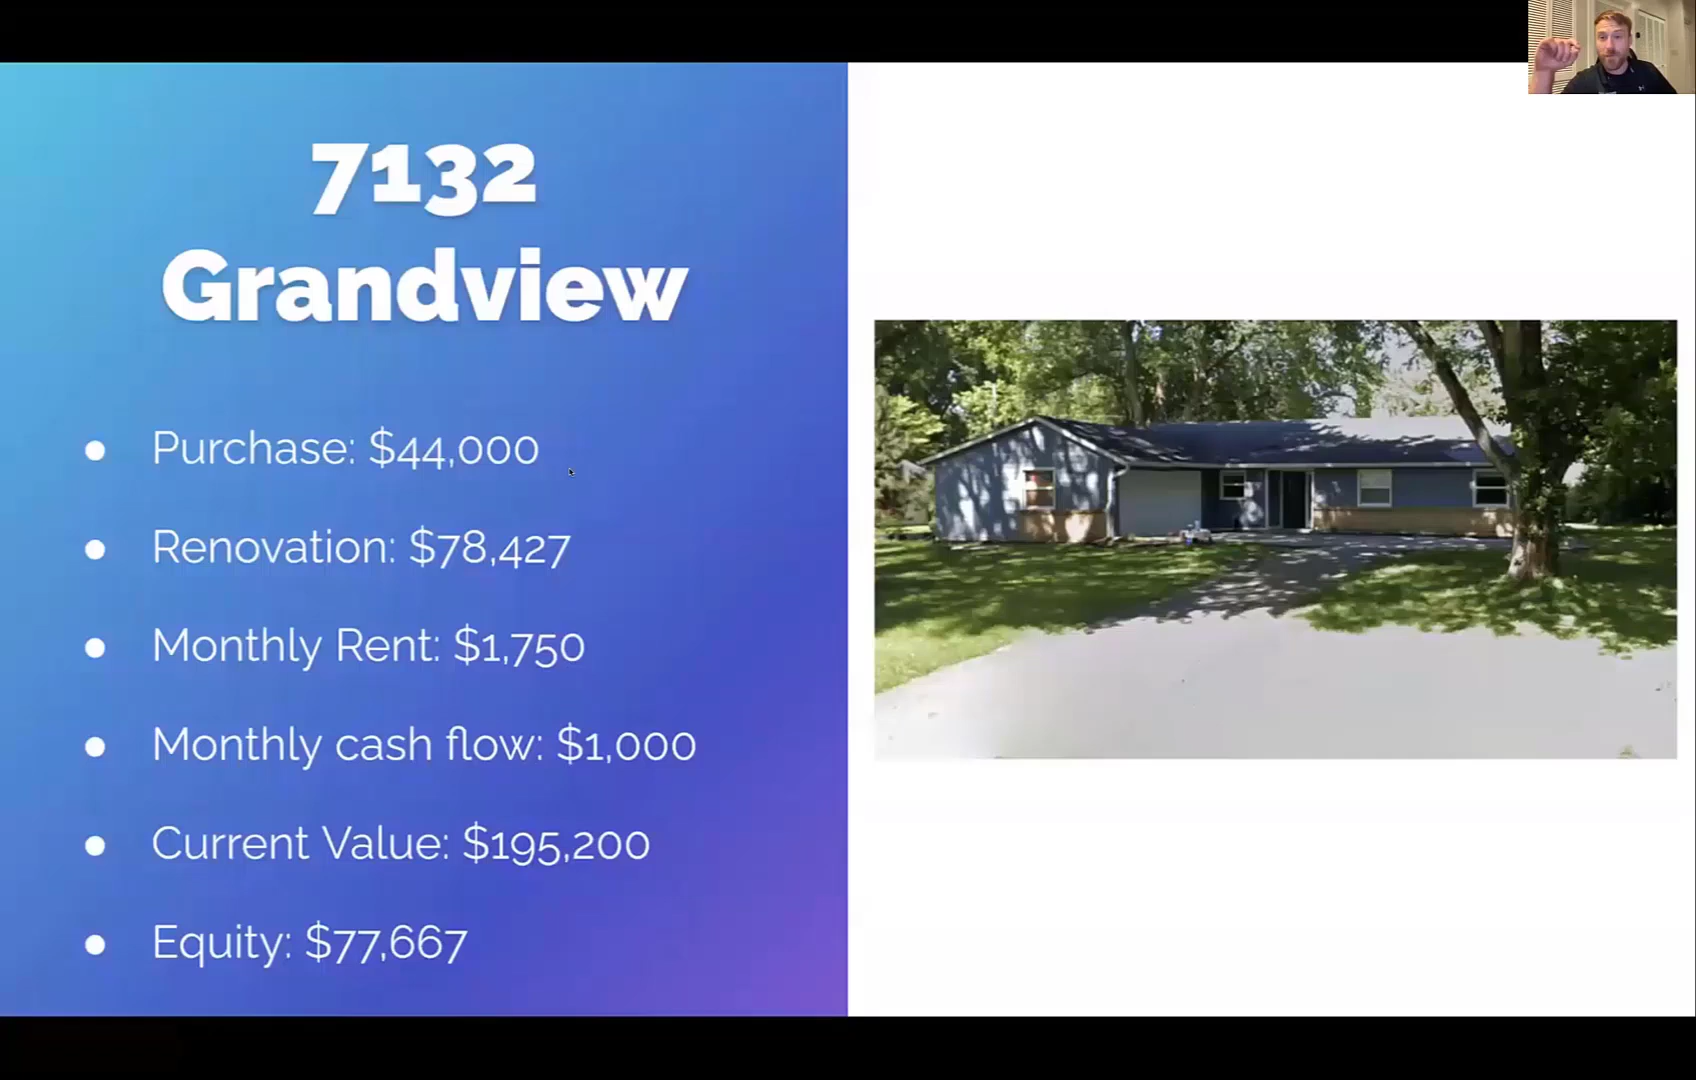 7132
Grandview
Purchase: $44,000
Renovation: $78,427
Monthly Rent: $1,750
Monthly cash flow: $1,000
Current Value: $195,200
Equity: $77,667